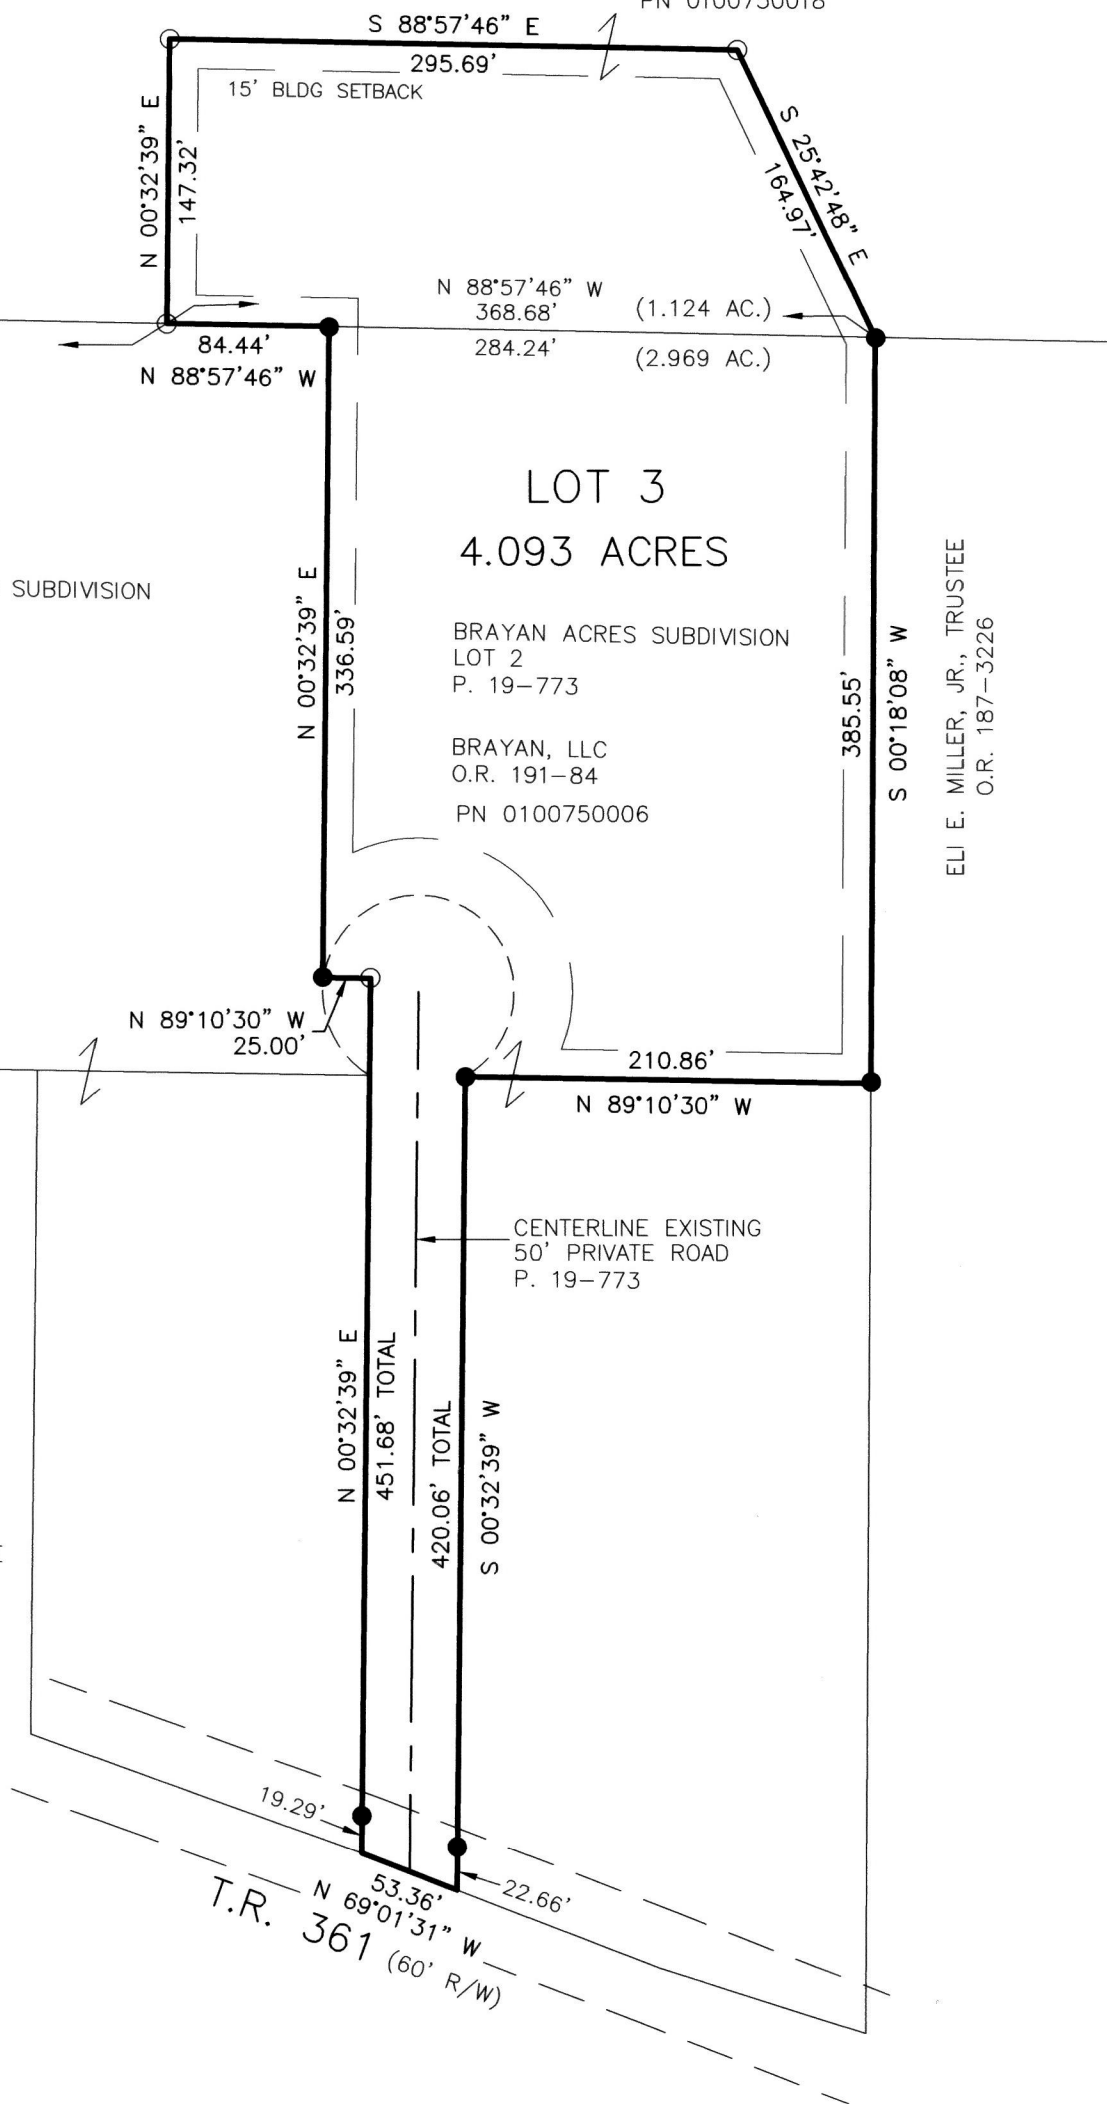 PN 0100750018
S 88°57'46" E
295.69'
15' BLDG SETBACK
N 00°32'39" E
147.32'
S 25°42'48" E
164.97'
N 88°57'46" W
368.68'
(1.124 AC.)
84.44'
N 88°57'46" W
284.24'
(2.969 AC.)
LOT 3
4.093 ACRES
SUBDIVISION
N 00°32'39" E
336.59'
BRAYAN ACRES SUBDIVISION
LOT 2
P. 19-773
BRAYAN, LLC
O.R. 191-84
PN 0100750006
385.55'
S 00°18'08" W
ELI E. MILLER, JR., TRUSTEE
O.R. 187-3226
N 89°10'30" W
25.00'
210.86'
N 89°10'30" W
CENTERLINE EXISTING
50' PRIVATE ROAD
P. 19-773
N 00°32'39" E
451.68' TOTAL
420.06' TOTAL
S 00°32'39" W
19.29'
53.36'
N 69°01'31" W
22.66'
T.R. 361 (60' R/W)